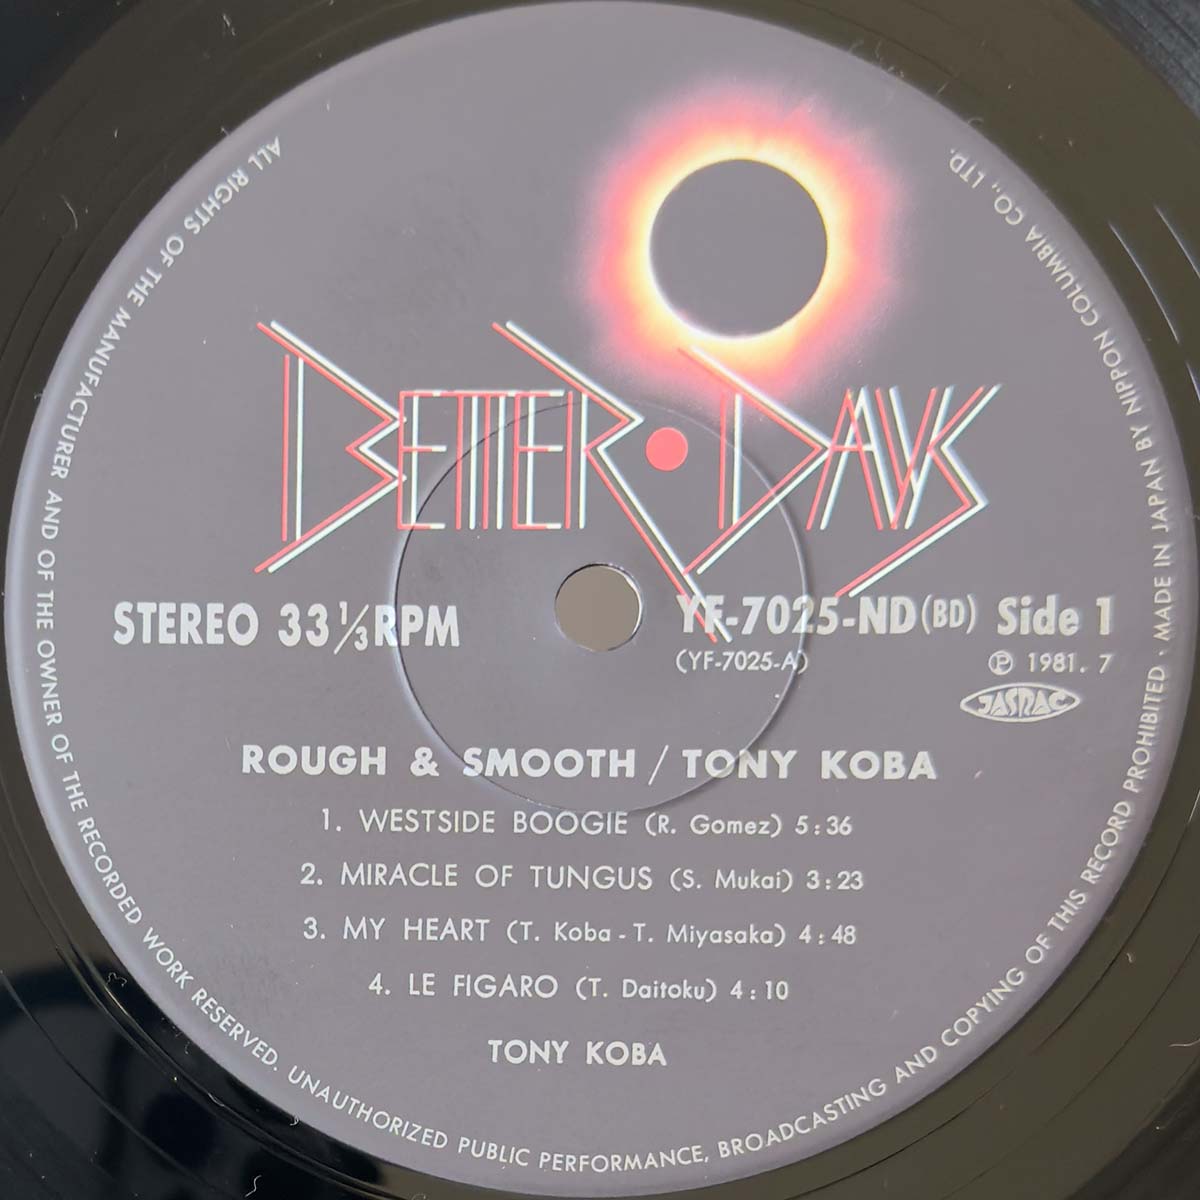 BETTER DAYS
STEREO 33 1/3 RPM
YF-7025-ND (BD) Side 1
(YF-7025-A)
Ⓟ 1981. 7
JASRAC
ROUGH & SMOOTH / TONY KOBA
1. WESTSIDE BOOGIE (R. Gomez) 5:36
2. MIRACLE OF TUNGUS (S. Mukai) 3:23
3. MY HEART (T. Koba - T. Miyasaka) 4:48
4. LE FIGARO (T. Daitoku) 4:10
TONY KOBA
ALL RIGHTS OF THE MANUFACTURER AND OF THE OWNER OF THE RECORDED WORK RESERVED. UNAUTHORIZED PUBLIC PERFORMANCE, BROADCASTING AND COPYING OF THIS RECORD PROHIBITED · MADE IN JAPAN BY NIPPON COLUMBIA CO., LTD.